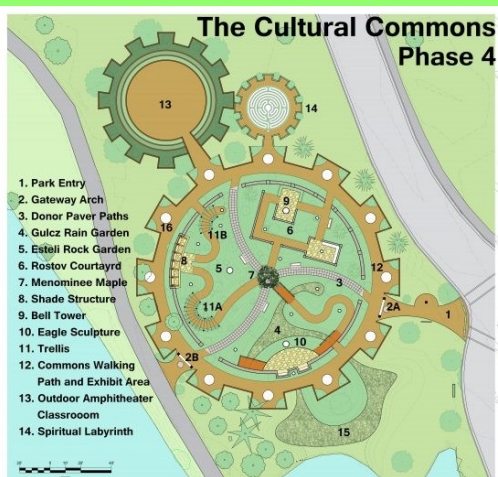 The Cultural Commons
Phase 4
13
14
1. Park Entry
2. Gateway Arch
3. Donor Paver Paths
4. Gulcz Rain Garden
5. Esteli Rock Garden
6. Rostov Courtayrd
7. Menominee Maple
8. Shade Structure
9. Bell Tower
10. Eagle Sculpture
11. Trellis
12. Commons Walking
Path and Exhibit Area
13. Outdoor Amphitheater
Classrooom
14. Spiritual Labyrinth
9
16
11B
6
8
5
7
12
3
11A
2A
1
4
10
2B
15